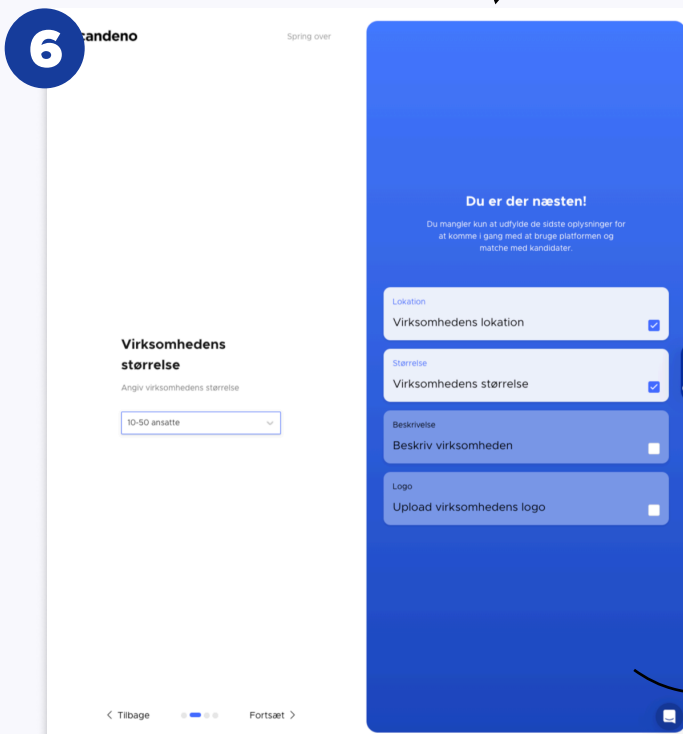 6
candeno
Spring over
Virksomhedens
størrelse
Angiv virksomhedens størrelse
10-50 ansatte
Tilbage
Fortsæt
Du er der næsten!
Du mangler kun at udfylde de sidste oplysninger for
at komme i gang med at bruge platformen og
matche med kandidater.
Lokation
Virksomhedens lokation
Størrelse
Virksomhedens størrelse
Beskrivelse
Beskriv virksomheden
Logo
Upload virksomhedens logo